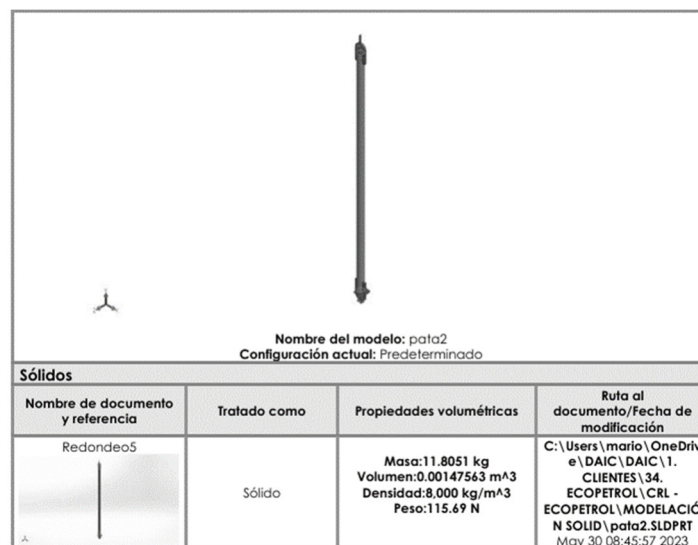 Nombre del modelo: pata2
Configuración actual: Predeterminado
Sólidos
Nombre de documento y referencia
Tratado como
Propiedades volumétricas
Ruta al documento/Fecha de modificación
Redondeo5
Sólido
Masa:11.8051 kg
Volumen:0.00147563 m^3
Densidad:8,000 kg/m^3
Peso:115.69 N
C:\Users\mario\OneDriv
e\DAIC\DAIC\1.
CLIENTES\34.
ECOPETROL\CRL -
ECOPETROL\MODELACIÓ
N SOLID\pata2.SLDPRT
May 30 08:45:57 2023